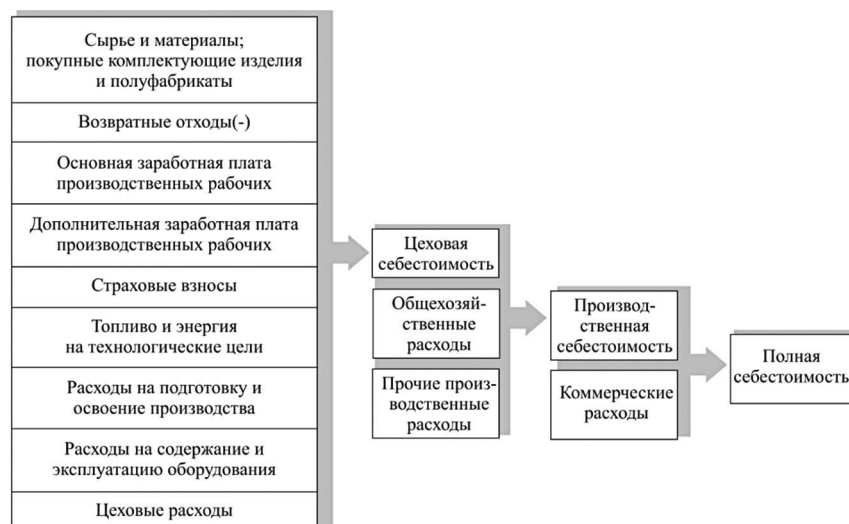 Сырье и материалы;
покупные комплектующие изделия
и полуфабрикаты
Возвратные отходы(-)
Основная заработная плата
производственных рабочих
Дополнительная заработная плата
производственных рабочих
Страховые взносы
Топливо и энергия
на технологические цели
Расходы на подготовку и
освоение производства
Расходы на содержание и
эксплуатацию оборудования
Цеховые расходы
Цеховая
себестоимость
Общехозяй-
ственные
расходы
Прочие произ-
водственные
расходы
Производ-
ственная
себестоимость
Коммерческие
расходы
Полная
себестоимость